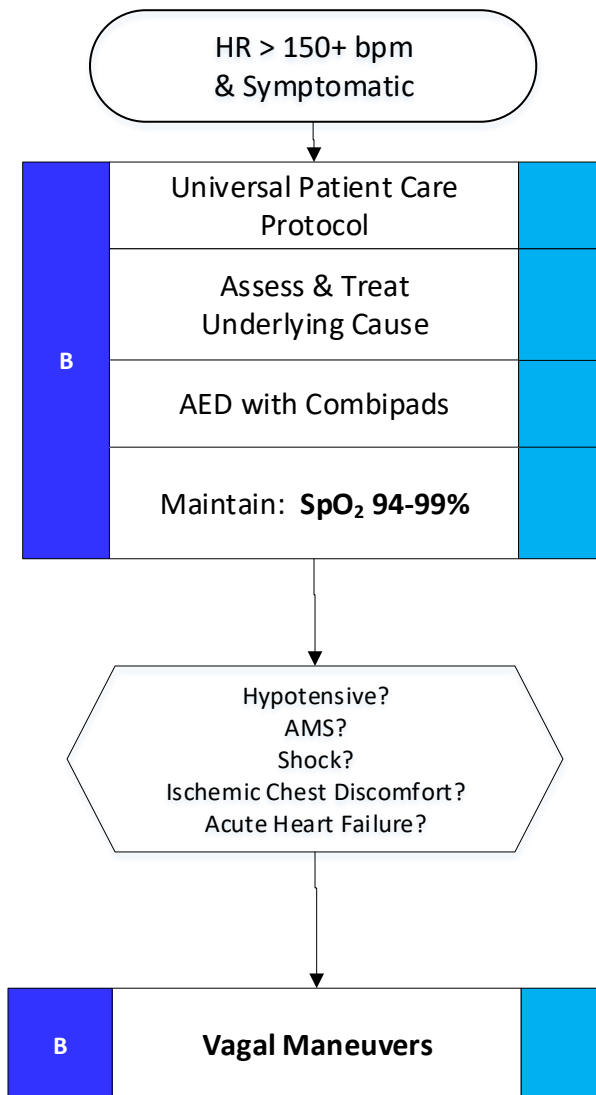 HR > 150+ bpm
& Symptomatic
Universal Patient Care
Protocol
Assess & Treat
Underlying Cause
B
AED with Combipads
Maintain: SpO₂ 94-99%
Hypotensive?
AMS?
Shock?
Ischemic Chest Discomfort?
Acute Heart Failure?
B
Vagal Maneuvers